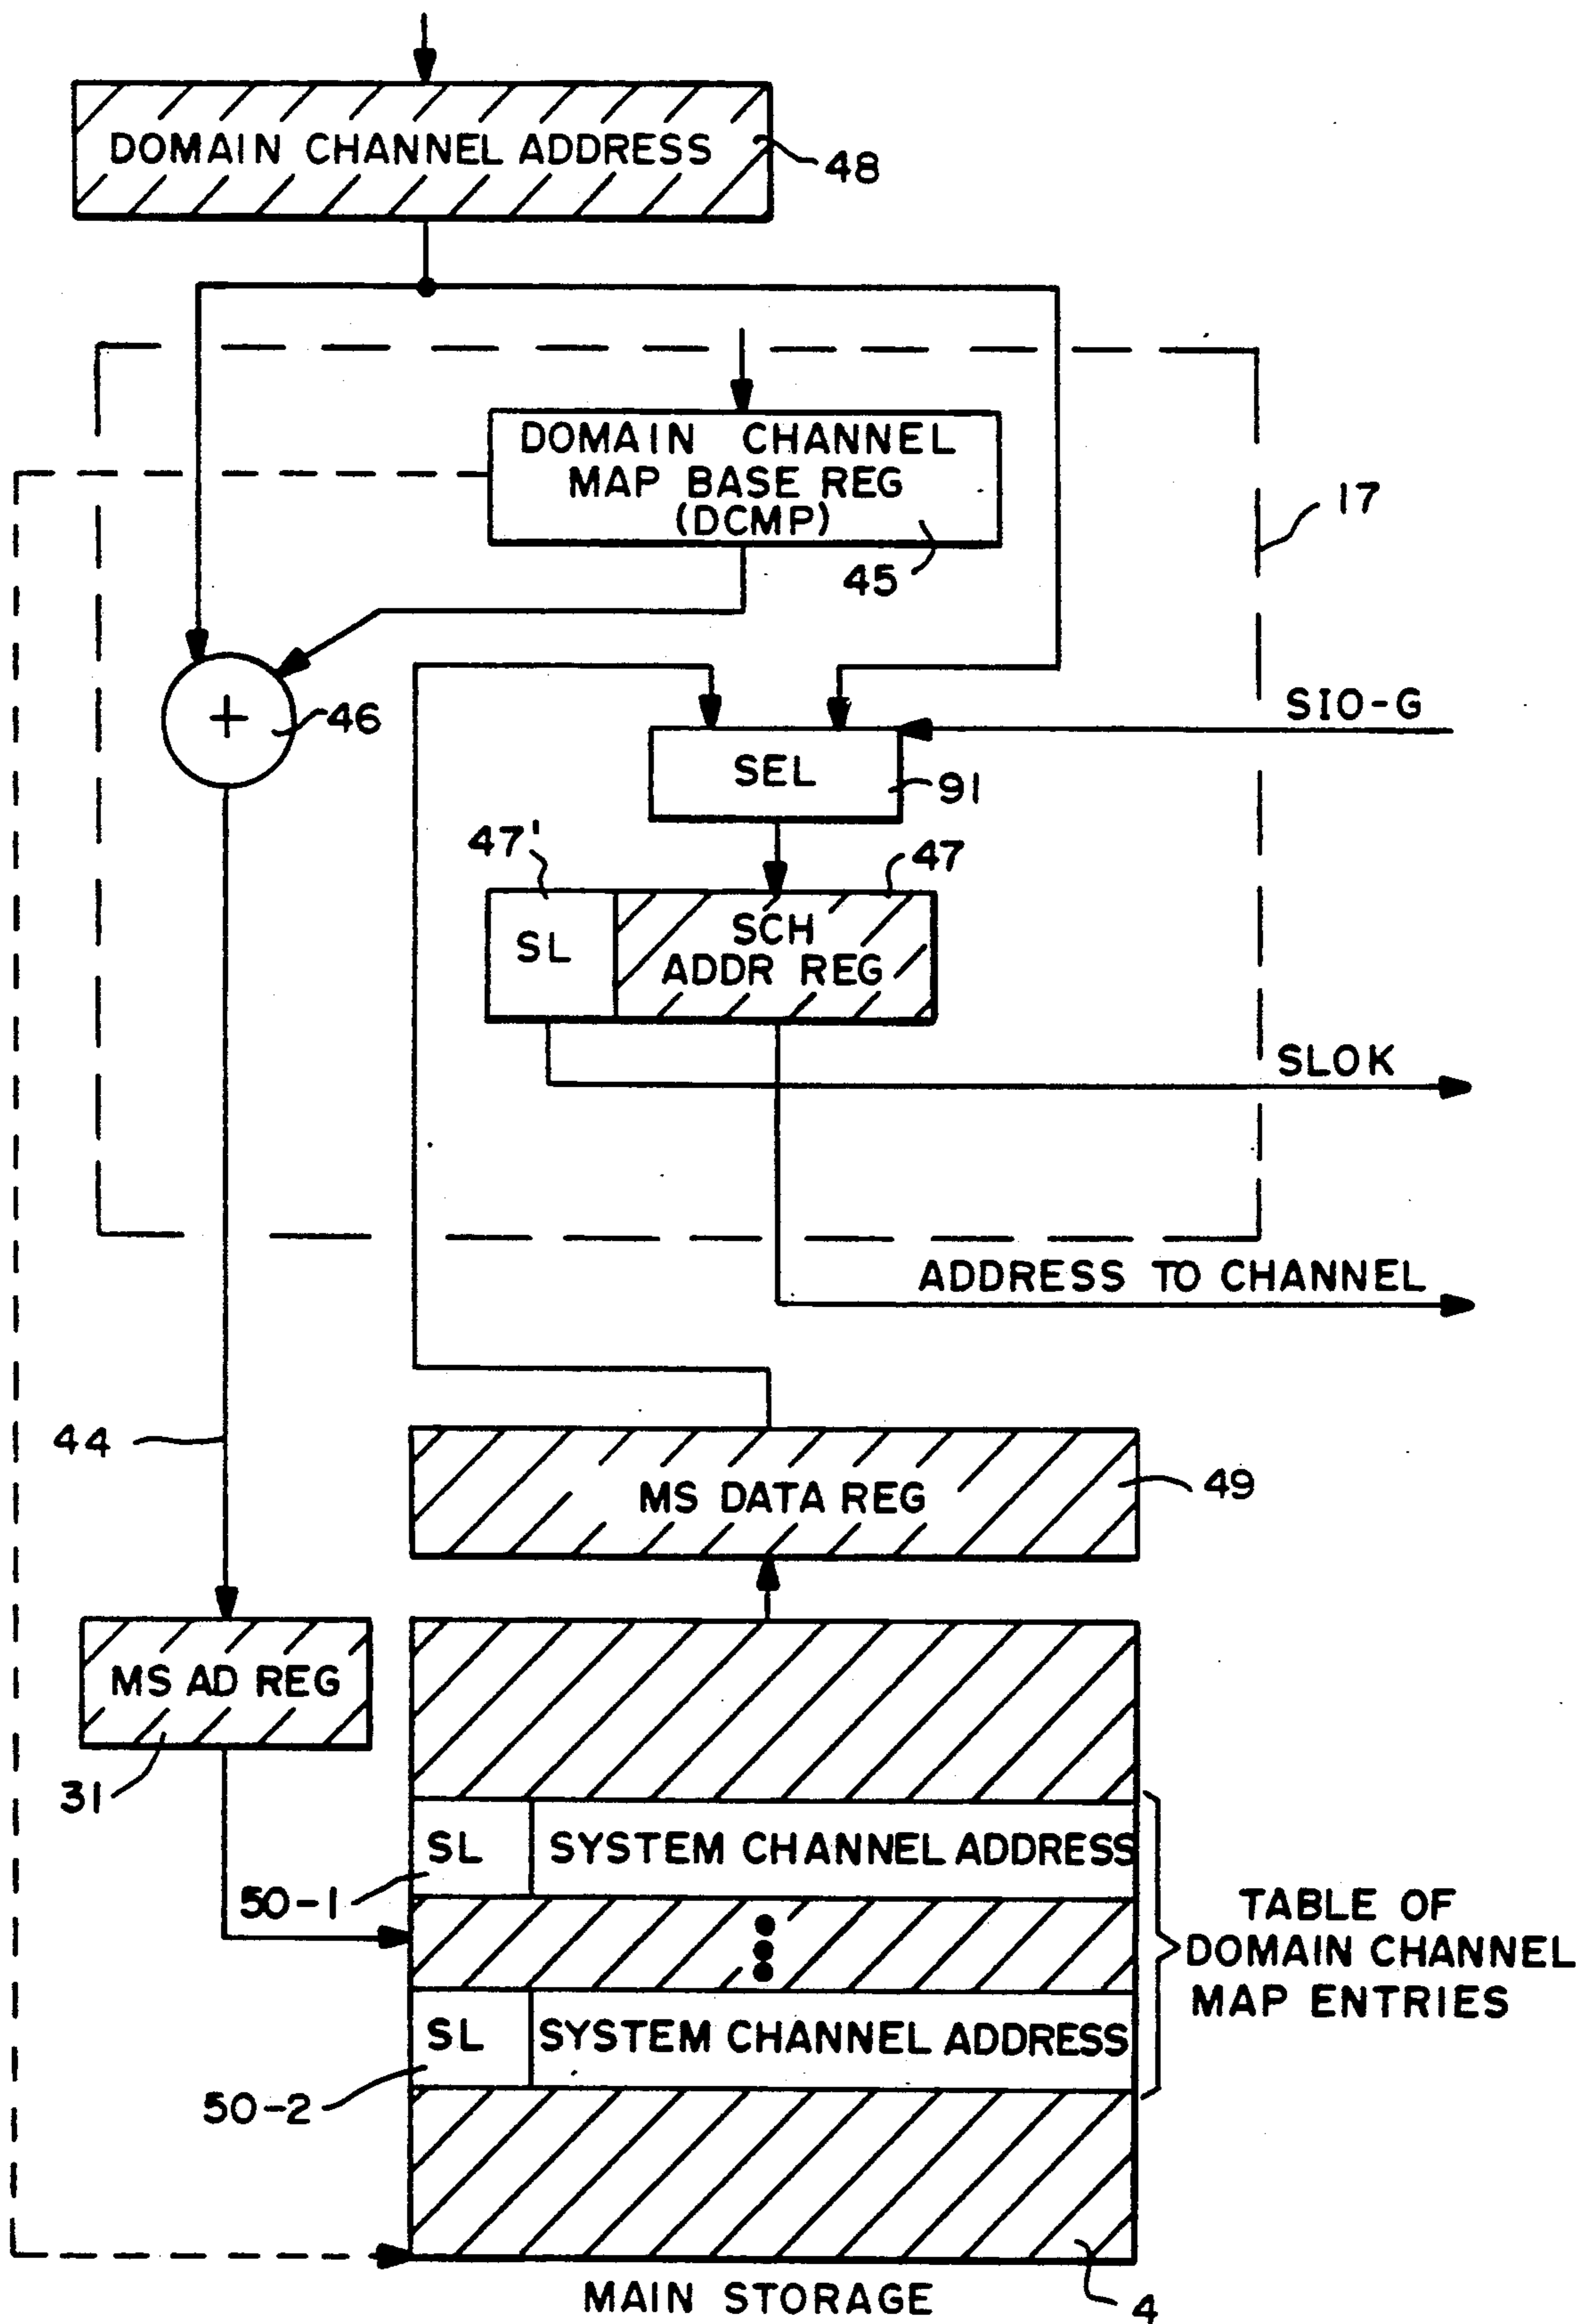 DOMAIN CHANNEL ADDRESS
48
DOMAIN CHANNEL
MAP BASE REG
(DCMP)
45
17
46
SIO-G
SEL
91
47'
47
SL
SCH
ADDR REG
SLOK
ADDRESS TO CHANNEL
44
MS DATA REG
49
MS AD REG
31
SL
SYSTEM CHANNEL ADDRESS
50-1
TABLE OF
DOMAIN CHANNEL
MAP ENTRIES
SL
SYSTEM CHANNEL ADDRESS
50-2
MAIN STORAGE
4